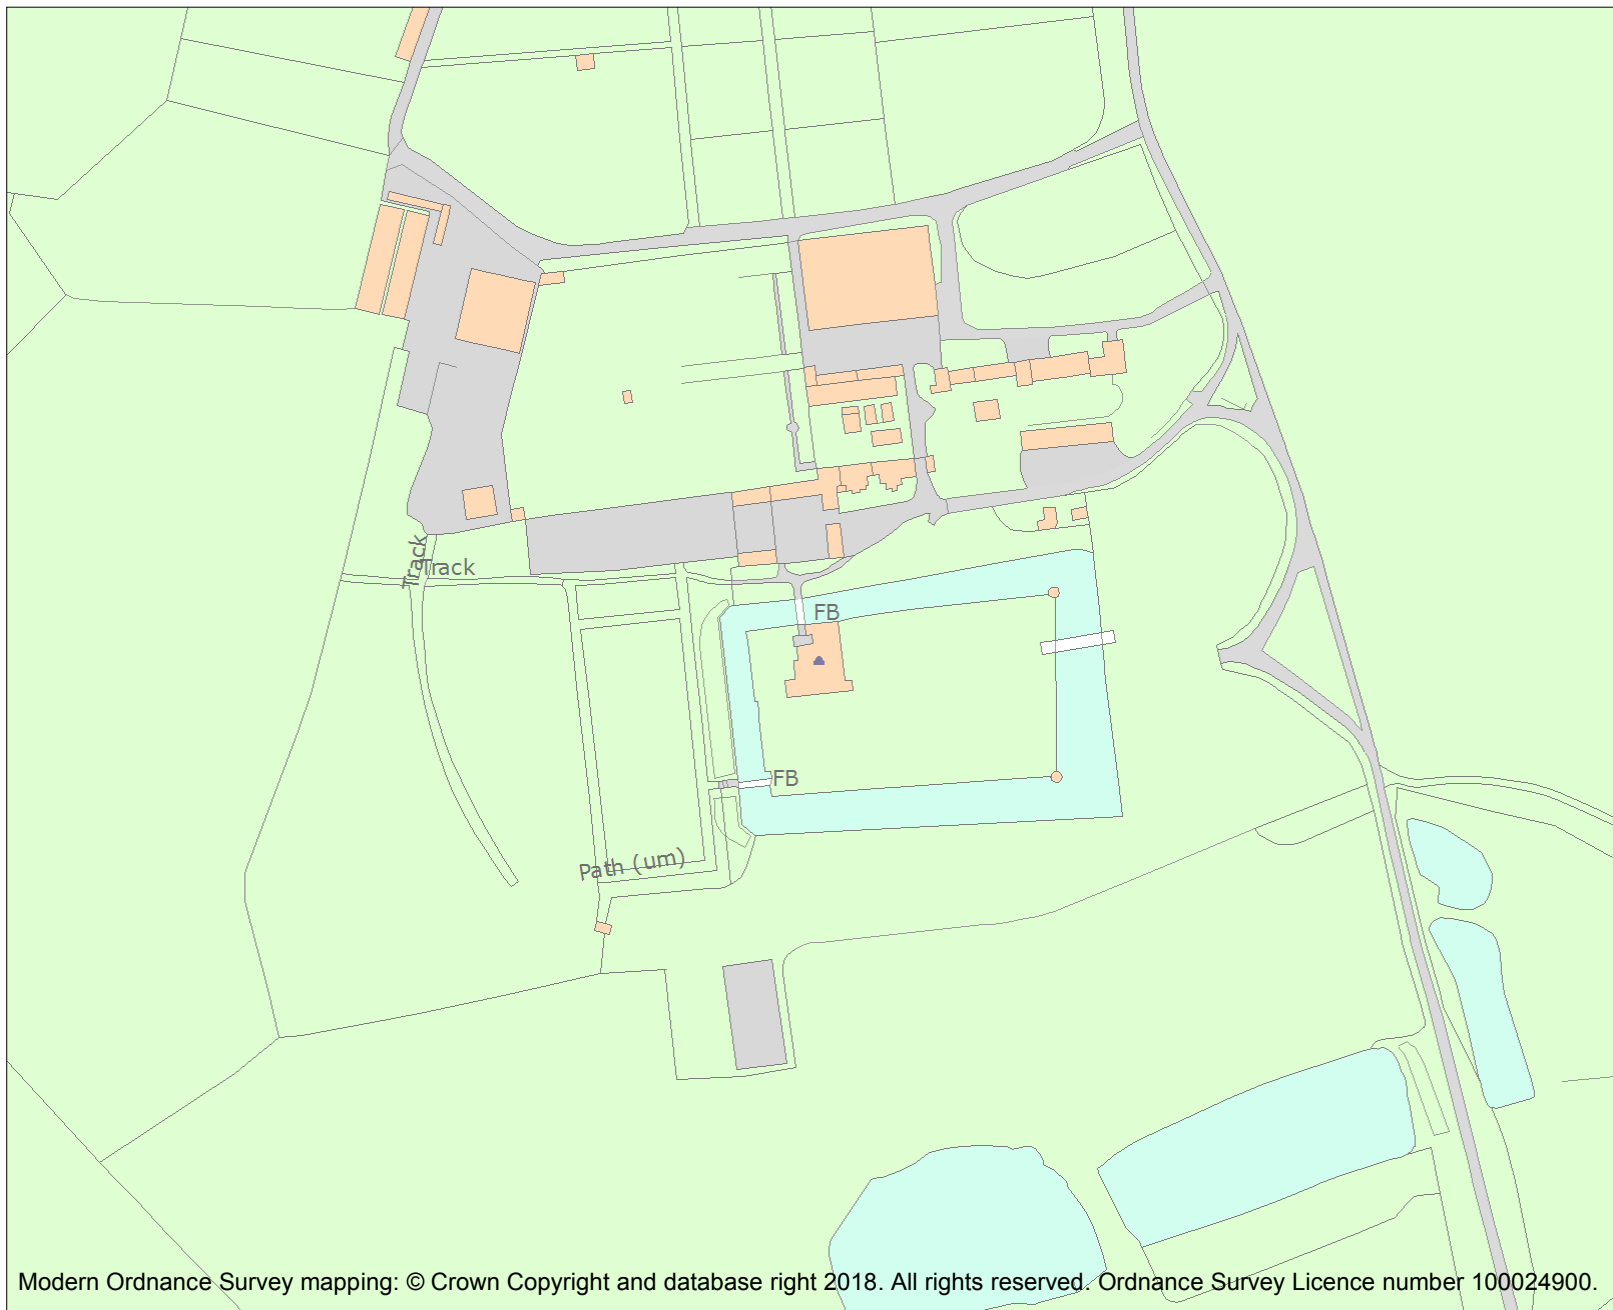 Track
Track
FB
FB
Path (um)
Modern Ordnance Survey mapping: © Crown Copyright and database right 2018. All rights reserved. Ordnance Survey Licence number 100024900.